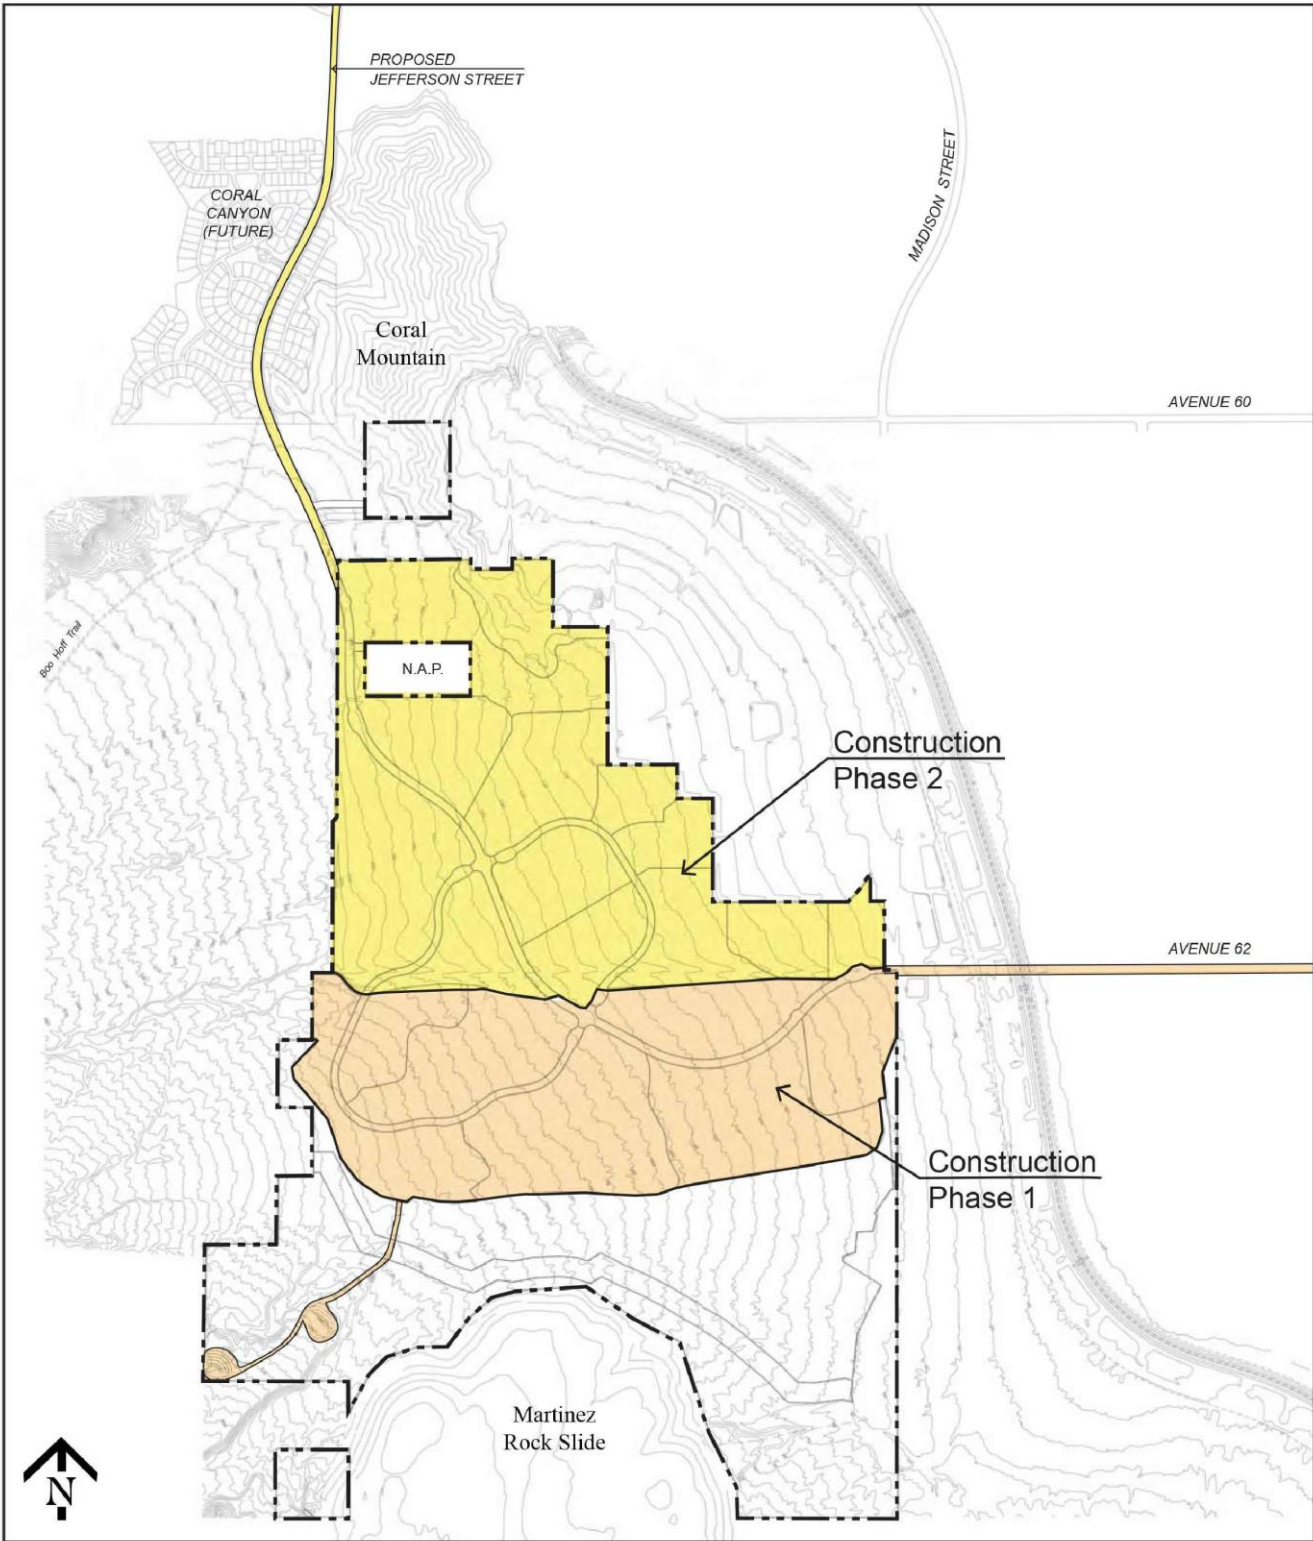 PROPOSED
JEFFERSON STREET
MADISON STREET
CORAL
CANYON
(FUTURE)
Coral
Mountain
AVENUE 60
Boo Hoff Trail
N.A.P.
Construction
Phase 2
AVENUE 62
Construction
Phase 1
Martinez
Rock Slide
N